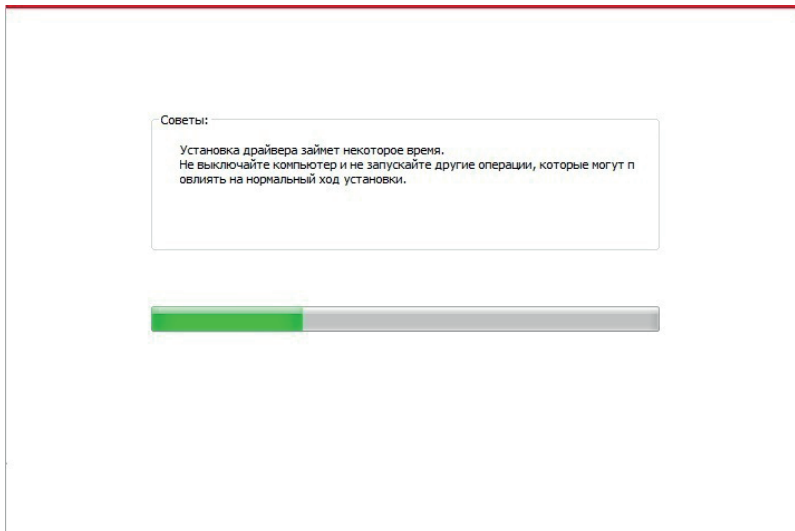 Советы:
Установка драйвера займет некоторое время.
Не выключайте компьютер и не запускайте другие операции, которые могут п
овлиять на нормальный ход установки.